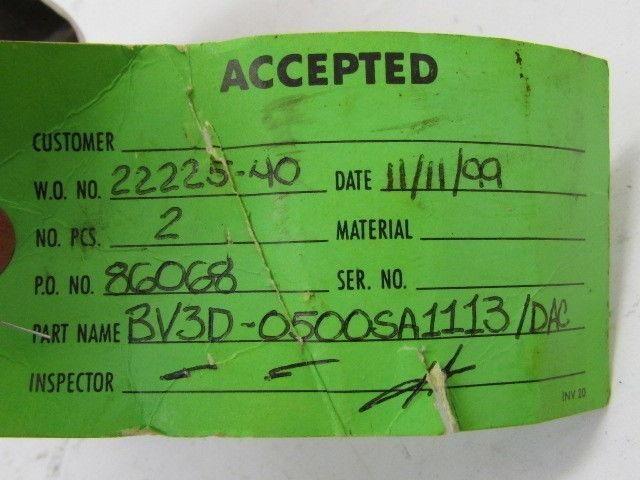 ACCEPTED
CUSTOMER
W.O. NO. 22225-40 DATE 11/11/99
NO. PCS. 2 MATERIAL
P.O. NO. 86068 SER. NO.
PART NAME BV3D-0500SA1113/DAC
INSPECTOR
INV 20